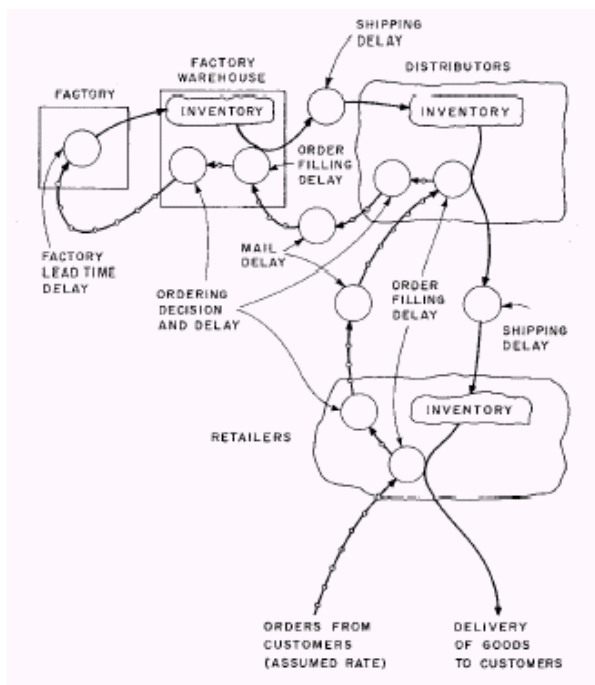 SHIPPING
DELAY
FACTORY
WAREHOUSE
DISTRIBUTORS
FACTORY
INVENTORY
INVENTORY
ORDER
FILLING
DELAY
MAIL
DELAY
FACTORY
LEAD TIME
DELAY
ORDERING
DECISION
AND DELAY
ORDER
FILLING
DELAY
SHIPPING
DELAY
INVENTORY
RETAILERS
ORDERS FROM
CUSTOMERS
(ASSUMED RATE)
DELIVERY
OF GOODS
TO CUSTOMERS